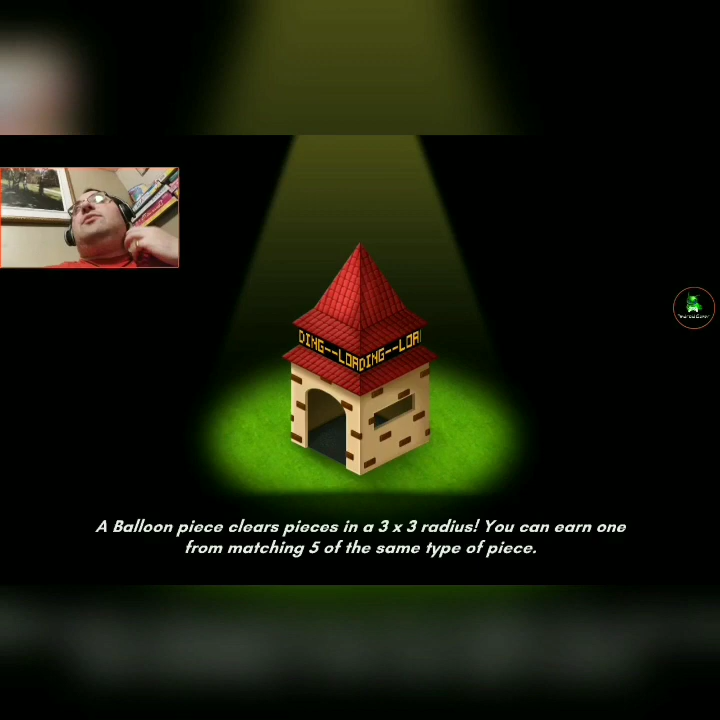 DING--LOADING--LOA
A Balloon piece clears pieces in a 3 x 3 radius! You can earn one
from matching 5 of the same type of piece.